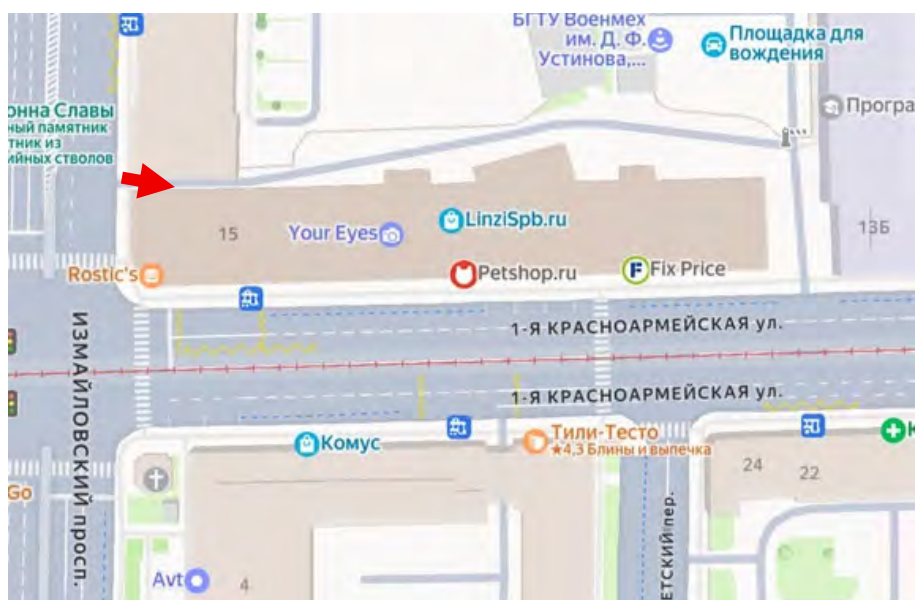 БГТУ Военмех
им. Д. Ф.
Устинова,...
Площадка для
вождения
онна Славы
ный памятник
тник из
ийных стволов
Програ
15
Your Eyes
LinziSpb.ru
13Б
Rostic's
Petshop.ru
F Fix Price
1-Я КРАСНОАРМЕЙСКАЯ ул.
ИЗМАЙЛОВСКИЙ просп.
1-Я КРАСНОАРМЕЙСКАЯ ул.
Комус
Тили-Тесто
★4,3 Блины и выпечка
К
24
22
Go
ЕТСКИЙ пер.
Avt
4